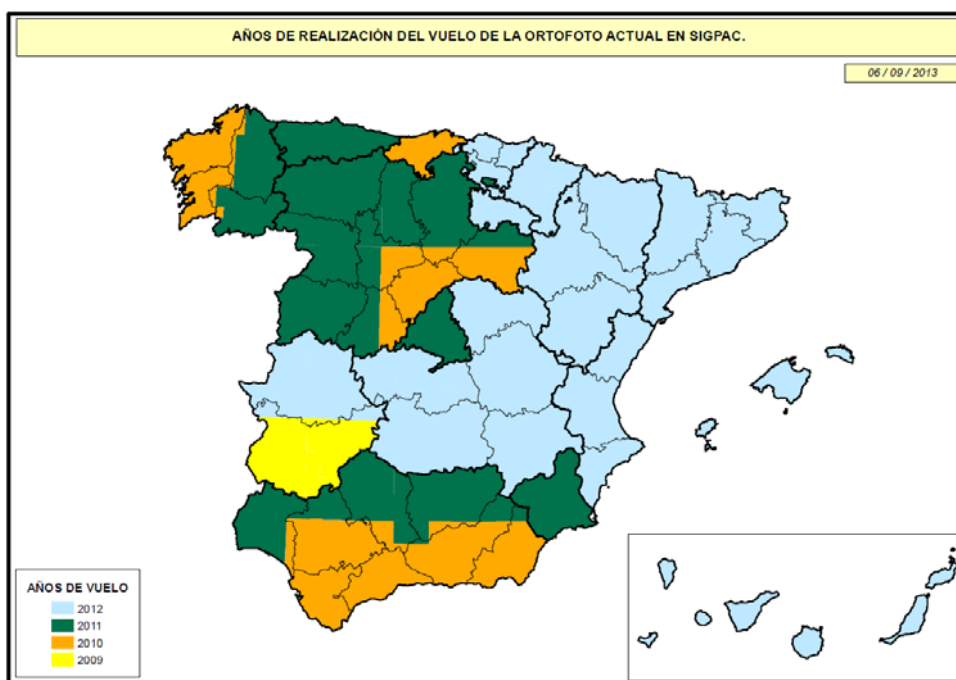 AÑOS DE REALIZACIÓN DEL VUELO DE LA ORTOFOTO ACTUAL EN SIGPAC.
06 / 09 / 2013
AÑOS DE VUELO
2012
2011
2010
2009